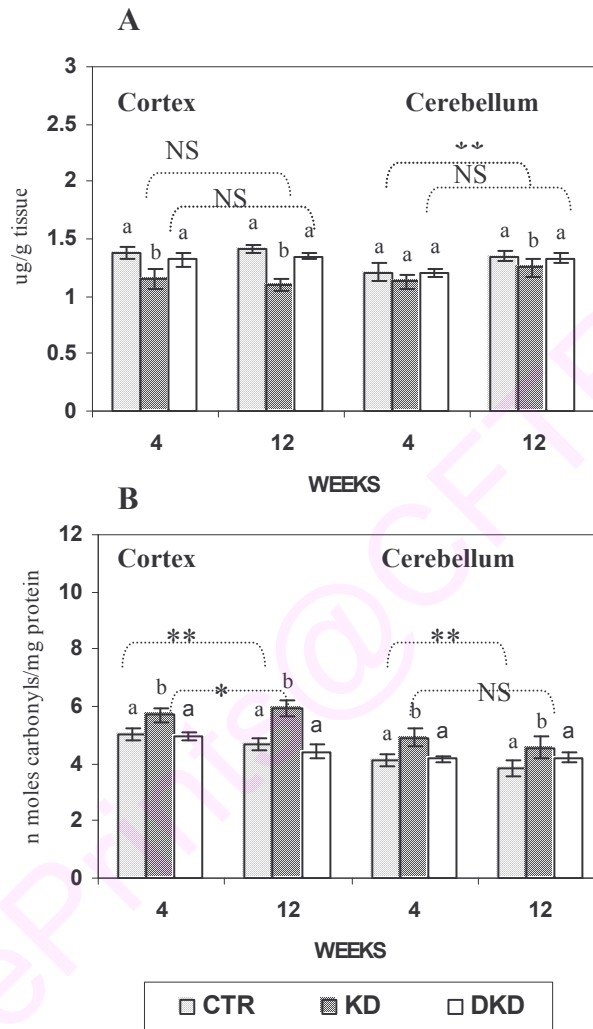 A
3
2.5
2
1.5
1
0.5
0
ug/g tissue
Cortex
Cerebellum
NS
NS
**
NS
a b a a b a a a a a b a
4 12 4 12
WEEKS
B
12
10
8
6
4
2
0
n moles carbonyls/mg protein
Cortex
Cerebellum
**
*
**
NS
a b a a b a a b a a b a
4 12 4 12
WEEKS
CTR KD DKD